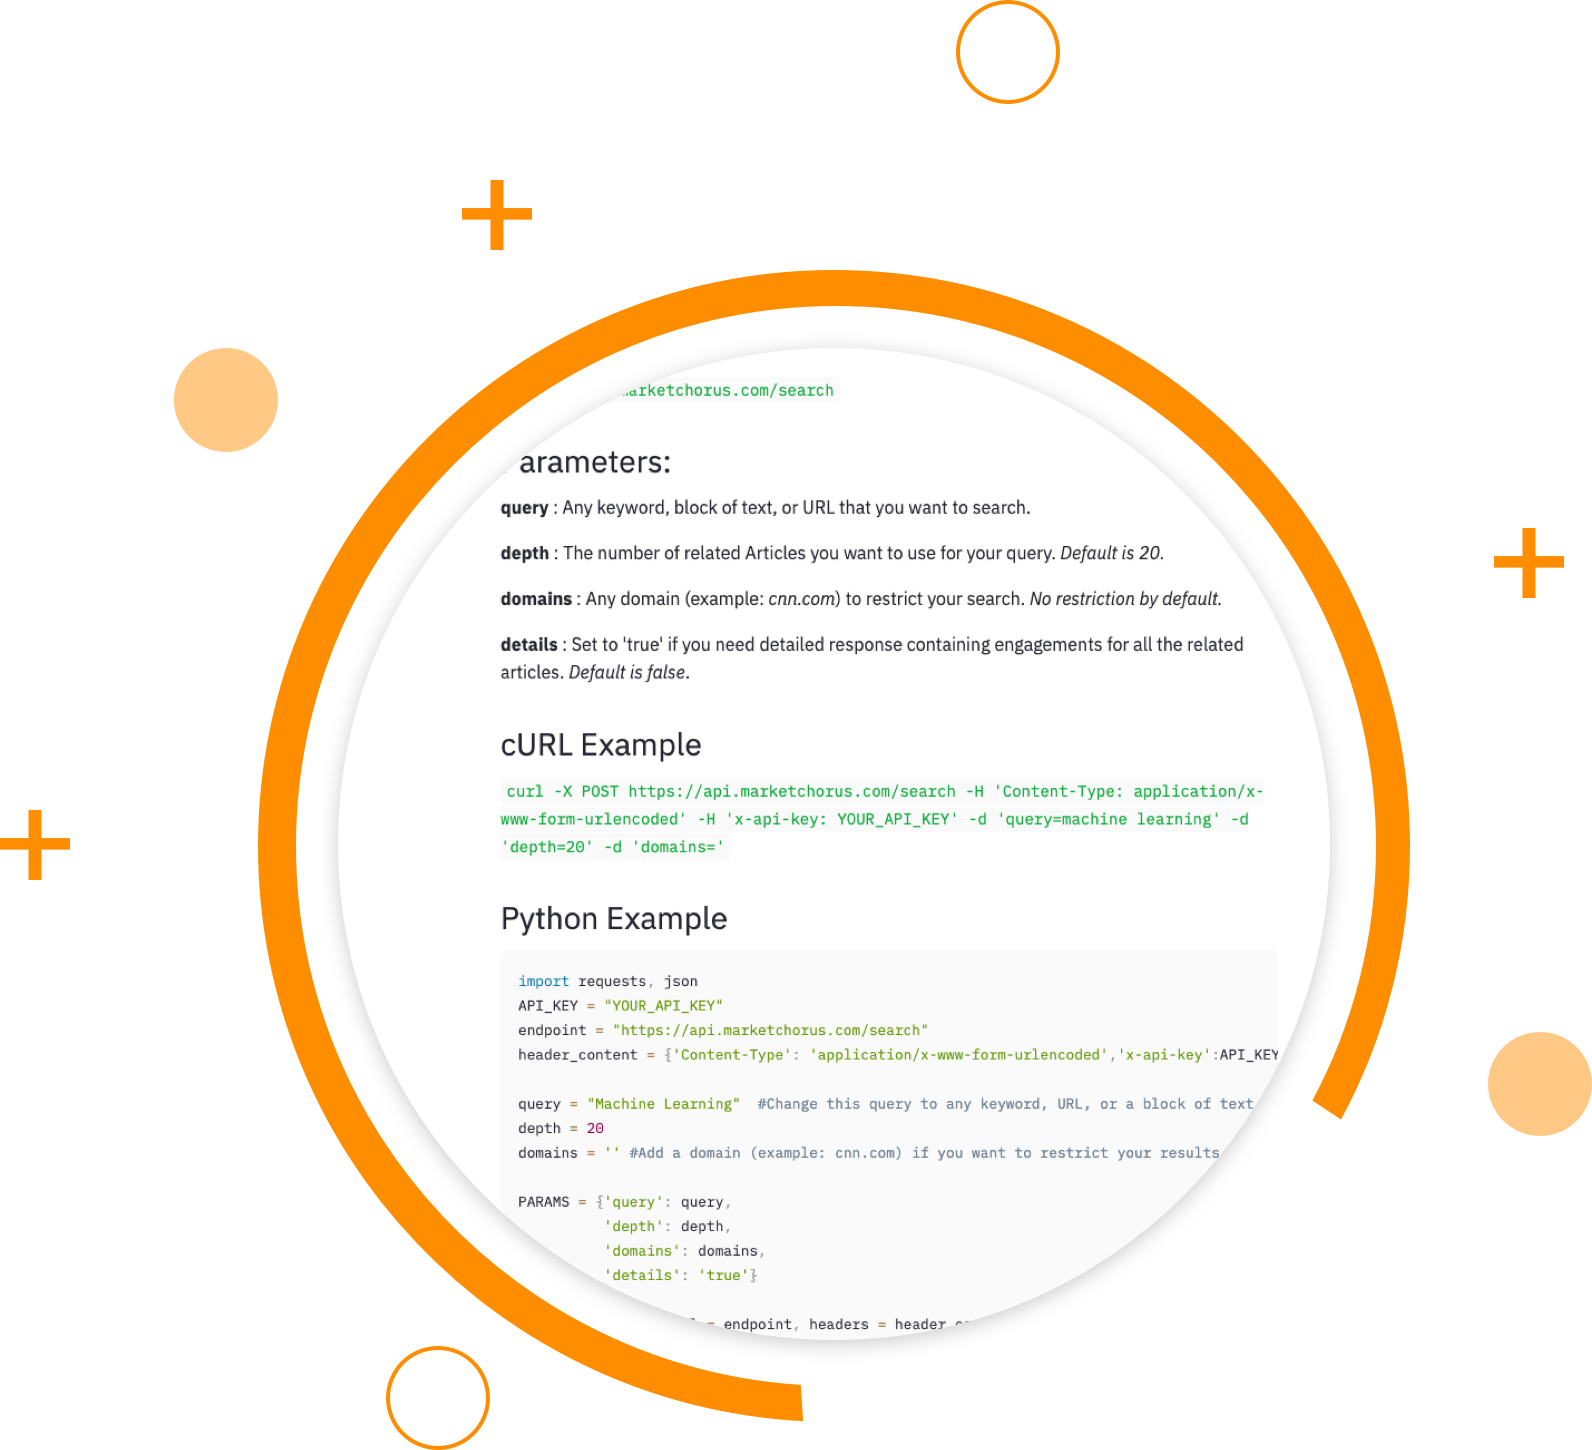 marketchorus.com/search
Parameters:
query : Any keyword, block of text, or URL that you want to search.
depth : The number of related Articles you want to use for your query. Default is 20.
domains : Any domain (example: cnn.com) to restrict your search. No restriction by default.
details : Set to 'true' if you need detailed response containing engagements for all the related
articles. Default is false.
cURL Example
curl -X POST https://api.marketchorus.com/search -H 'Content-Type: application/x-
www-form-urlencoded' -H 'x-api-key: YOUR_API_KEY' -d 'query=machine learning' -d
'depth=20' -d 'domains='
Python Example
import requests, json
API_KEY = "YOUR_API_KEY"
endpoint = "https://api.marketchorus.com/search"
header_content = {'Content-Type': 'application/x-www-form-urlencoded','x-api-key':API_KEY
query = "Machine Learning"  #Change this query to any keyword, URL, or a block of text
depth = 20
domains = '' #Add a domain (example: cnn.com) if you want to restrict your results
PARAMS = {'query': query,
'depth': depth,
'domains': domains,
'details': 'true'}
= endpoint, headers = header